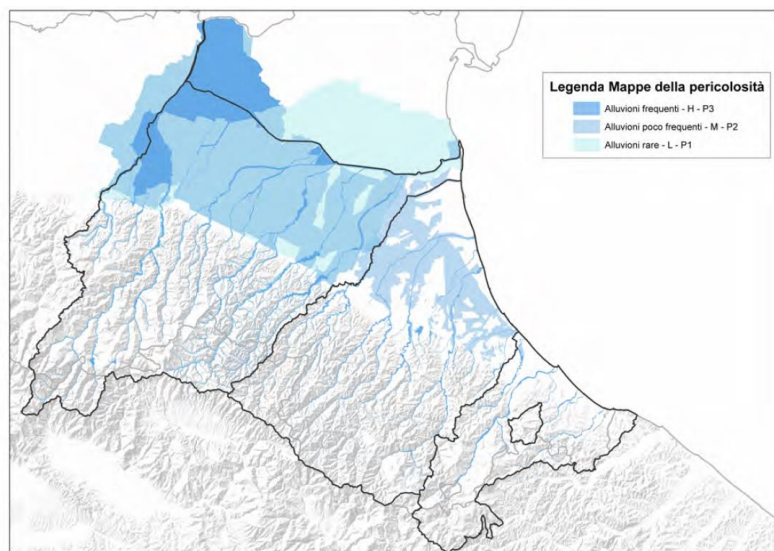 Legenda Mappe della pericolosità
Alluvioni frequenti - H - P3
Alluvioni poco frequenti - M - P2
Alluvioni rare - L - P1